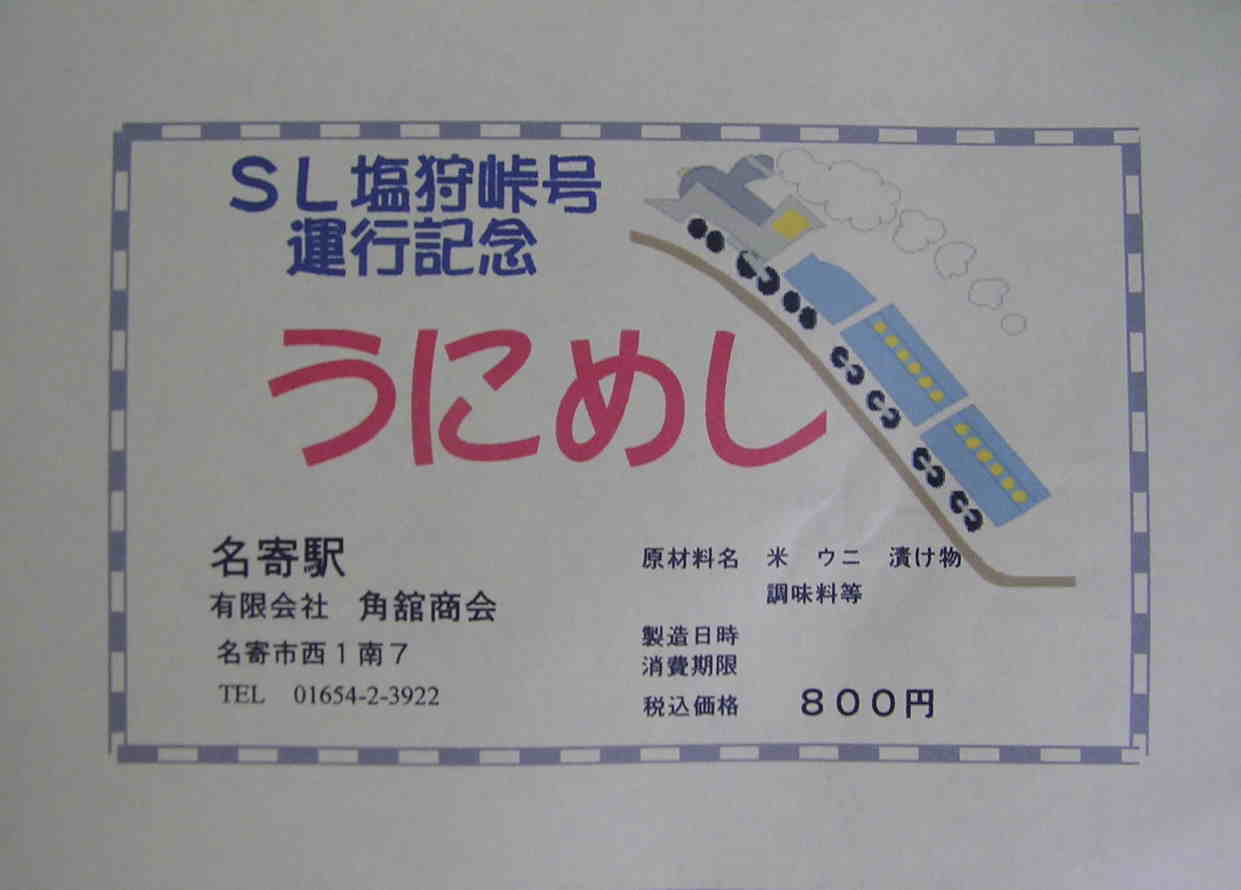 ＳＬ塩狩峠号
運行記念
うにめし
名寄駅
有限会社　角舘商会
名寄市西１南７
TEL　01654-2-3922
原材料名　米　ウニ　漬け物
調味料等
製造日時
消費期限
税込価格　８００円